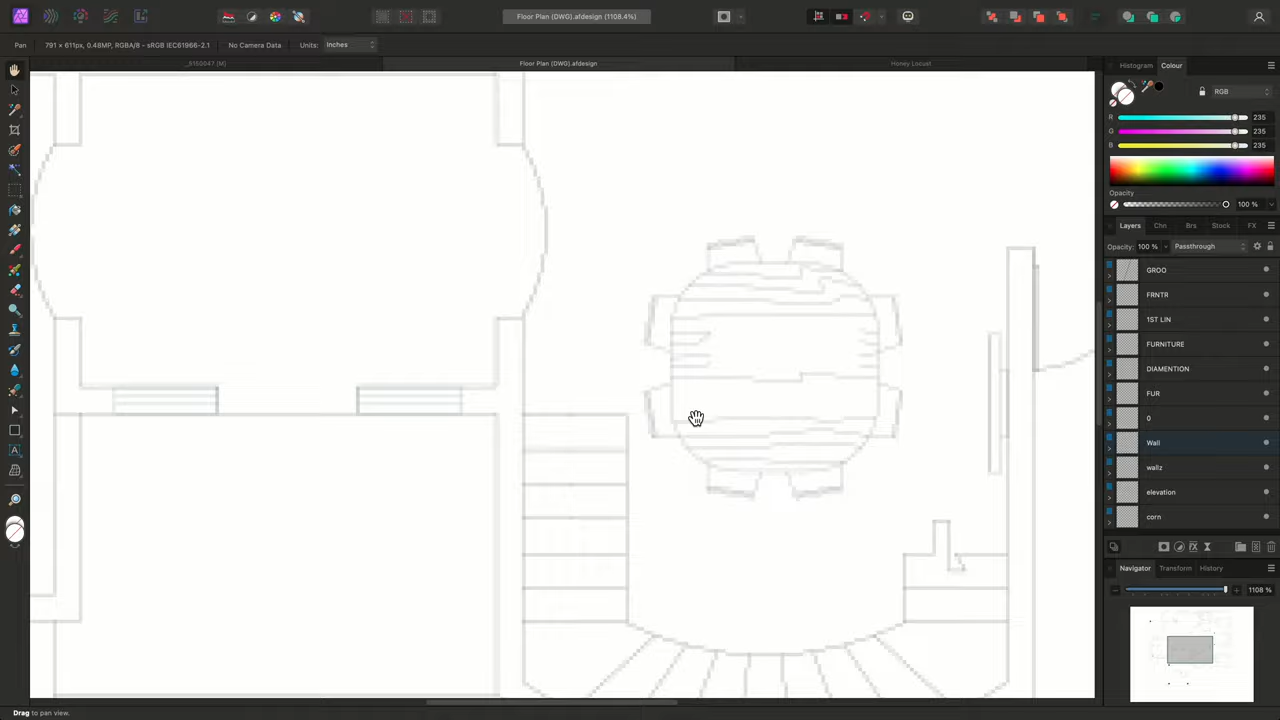 Floor Plan (DWG).afdesign (1108.4%)
Pan
791 × 611px, 0.48MP, RGBA/8 - sRGB IEC61966-2.1
No Camera Data
Units:
Inches
_9150947 [M]
Floor Plan (DWG).afdesign
Honey Locust
Histogram
Colour
RGB
R
235
G
235
B
235
Opacity
100 %
Layers
Chn
Brs
Stock
FX
Opacity:
100 %
Passthrough
GROO
FRNTR
1ST LIN
FURNITURE
DIAMENTION
FUR
0
Wall
wallz
elevation
corn
Navigator
Transform
History
1108 %
Drag to pan view.